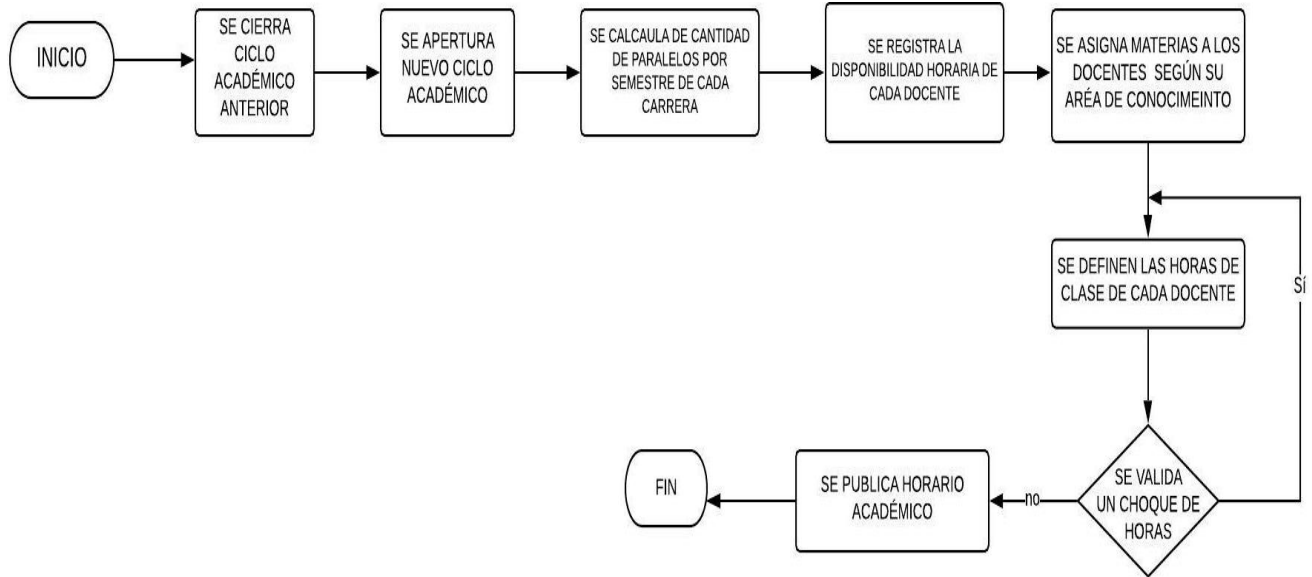 INICIO
SE CIERRA
CICLO
ACADÉMICO
ANTERIOR
SE APERTURA
NUEVO CICLO
ACADÉMICO
SE CALCAULA DE CANTIDAD
DE PARALELOS POR
SEMESTRE DE CADA
CARRERA
SE REGISTRA LA
DISPONIBILIDAD HORARIA DE
CADA DOCENTE
SE ASIGNA MATERIAS A LOS
DOCENTES SEGÚN SU
ARÉA DE CONOCIMEINTO
SE DEFINEN LAS HORAS DE
CLASE DE CADA DOCENTE
Sí
SE VALIDA
UN CHOQUE DE
HORAS
no
SE PUBLICA HORARIO
ACADÉMICO
FIN